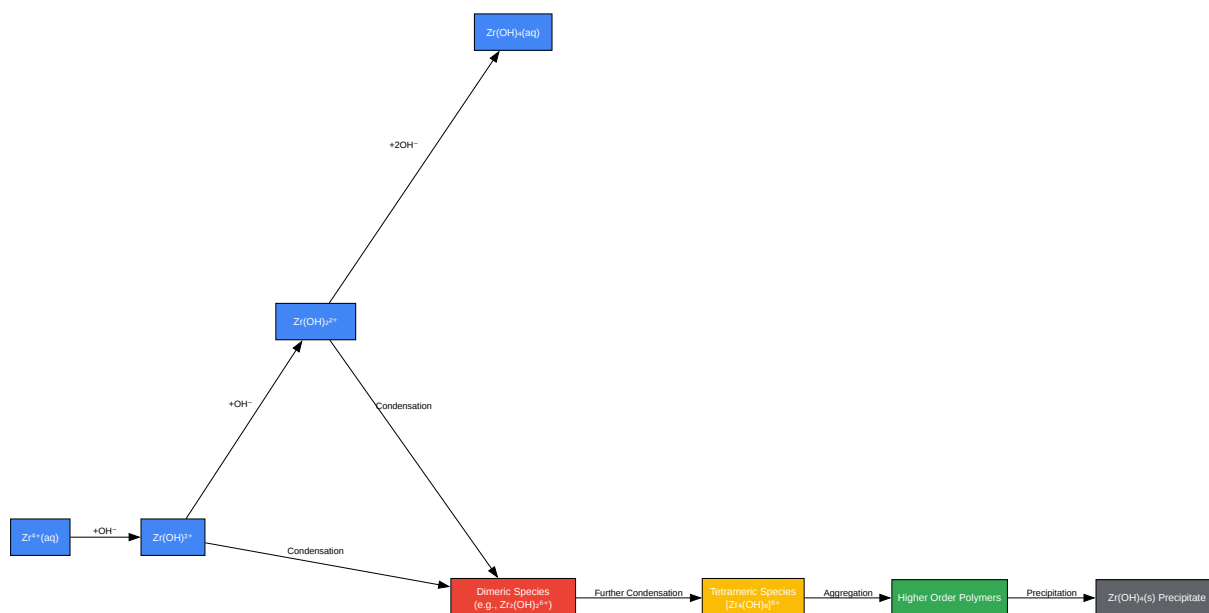 Zr(OH)₄(aq)
+2OH⁻
Zr(OH)₂²⁺
+OH⁻
Condensation
Zr⁴⁺(aq)
+OH⁻
Zr(OH)³⁺
Condensation
Dimeric Species
(e.g., Zr₂(OH)₂⁶⁺)
Further Condensation
Tetrameric Species
[Zr₄(OH)₈]⁸⁺
Aggregation
Higher Order Polymers
Precipitation
Zr(OH)₄(s) Precipitate